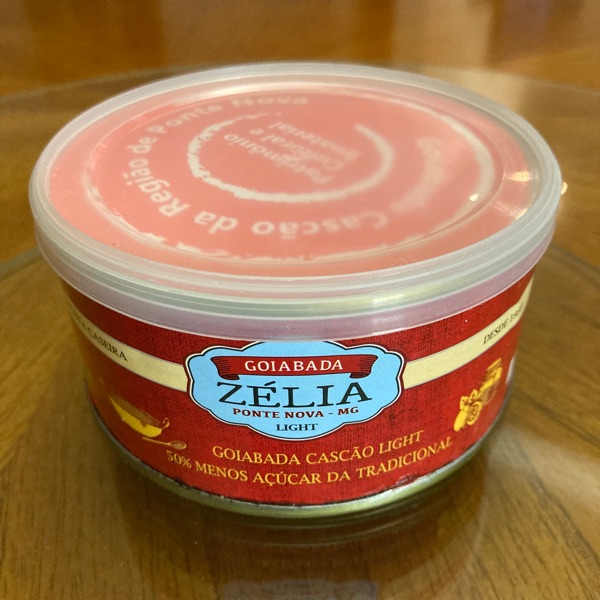 Cascão da Região de Ponte Nova
Patrimônio
Cultural e
Imaterial
CASEIRA
DESDE
GOIABADA
ZÉLIA
PONTE NOVA - MG
LIGHT
GOIABADA CASCÃO LIGHT
50% MENOS AÇÚCAR DA TRADICIONAL